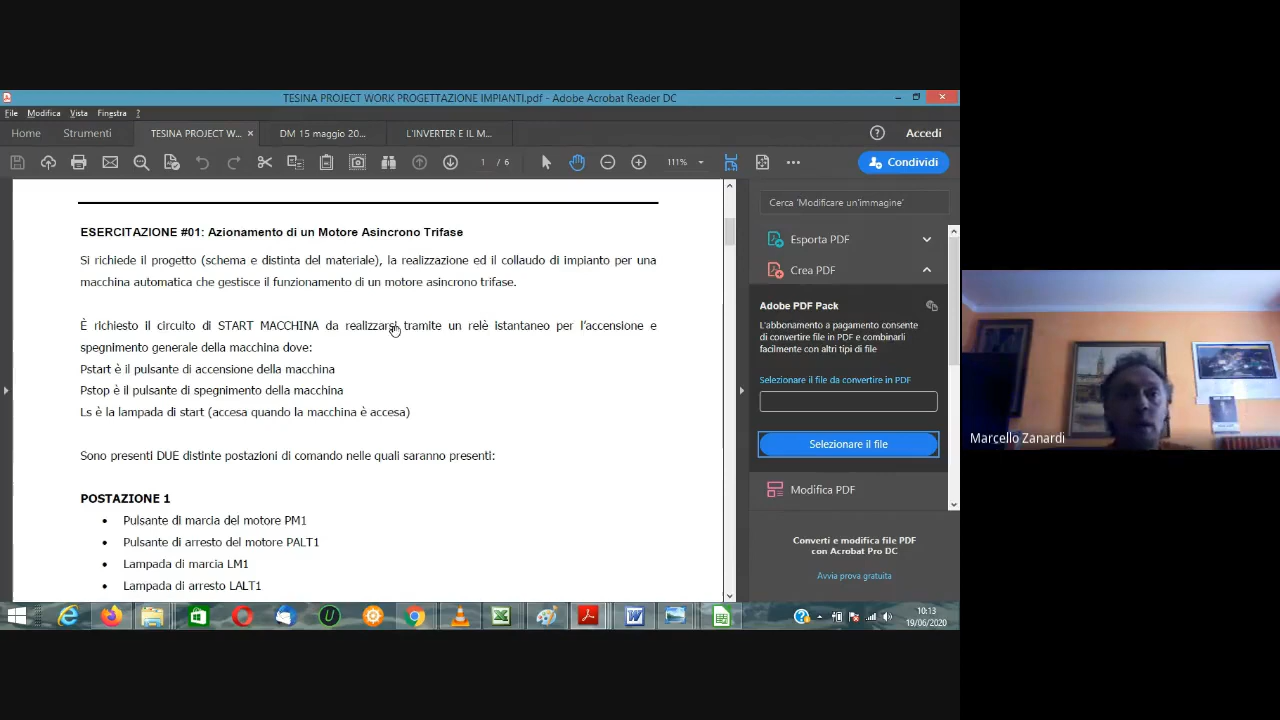 TESINA PROJECT WORK PROGETTAZIONE IMPIANTI.pdf - Adobe Acrobat Reader DC
File Modifica Vista Finestra ?
Home Strumenti TESINA PROJECT W... × DM 15 maggio 20... L'INVERTER E IL M... Accedi
1 / 6 111% Condividi
ESERCITAZIONE #01: Azionamento di un Motore Asincrono Trifase
Si richiede il progetto (schema e distinta del materiale), la realizzazione ed il collaudo di impianto per una
macchina automatica che gestisce il funzionamento di un motore asincrono trifase.
È richiesto il circuito di START MACCHINA da realizzarsi tramite un relè istantaneo per l'accensione e
spegnimento generale della macchina dove:
Pstart è il pulsante di accensione della macchina
Pstop è il pulsante di spegnimento della macchina
Ls è la lampada di start (accesa quando la macchina è accesa)
Sono presenti DUE distinte postazioni di comando nelle quali saranno presenti:
POSTAZIONE 1
• Pulsante di marcia del motore PM1
• Pulsante di arresto del motore PALT1
• Lampada di marcia LM1
• Lampada di arresto LALT1
Cerca 'Modificare un'immagine'
Esporta PDF
Crea PDF
Adobe PDF Pack
L'abbonamento a pagamento consente
di convertire file in PDF e combinarli
facilmente con altri tipi di file
Selezionare il file da convertire in PDF
Selezionare il file
Modifica PDF
Converti e modifica file PDF
con Acrobat Pro DC
Avvia prova gratuita
10:13
19/06/2020
Marcello Zanardi